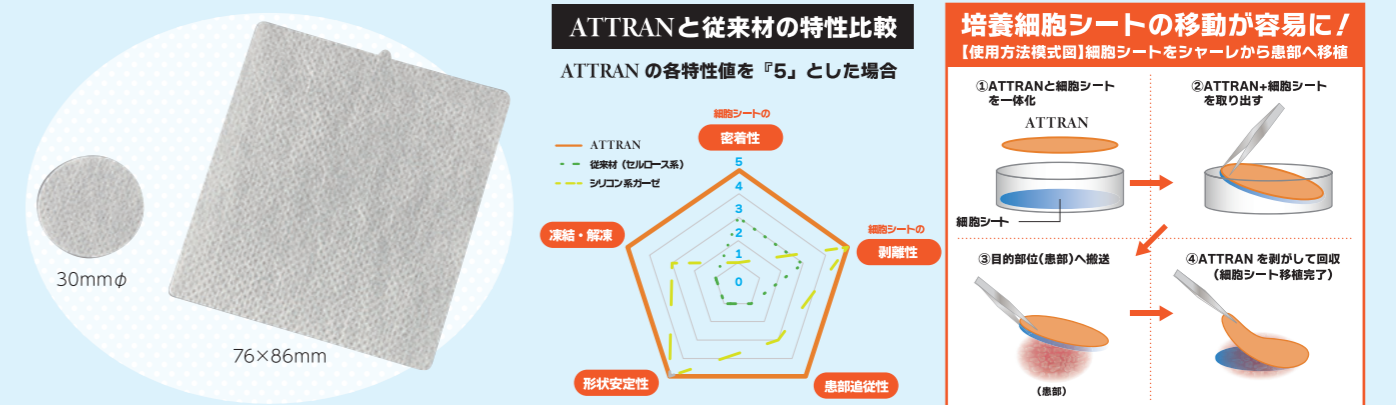 30mmφ
76×86mm
ATTRANと従来材の特性比較
ATTRAN の各特性値を『5』とした場合
ATTRAN
従来材（セルロース系）
シリコン系ガーゼ
細胞シートの
密着性
5
4
3
2
1
0
細胞シートの
剥離性
患部追従性
形状安定性
凍結・解凍
培養細胞シートの移動が容易に！
【使用方法模式図】細胞シートをシャーレから患部へ移植
①ATTRANと細胞シート
を一体化
ATTRAN
細胞シート
②ATTRAN+細胞シート
を取り出す
③目的部位(患部)へ搬送
（患部）
④ATTRAN を剥がして回収
（細胞シート移植完了）